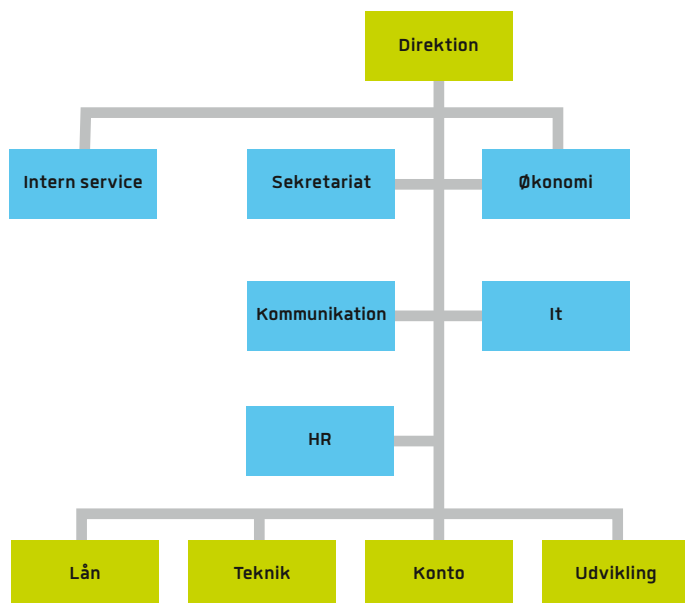 Direktion
Intern service
Sekretariat
Økonomi
Kommunikation
It
HR
Lån
Teknik
Konto
Udvikling